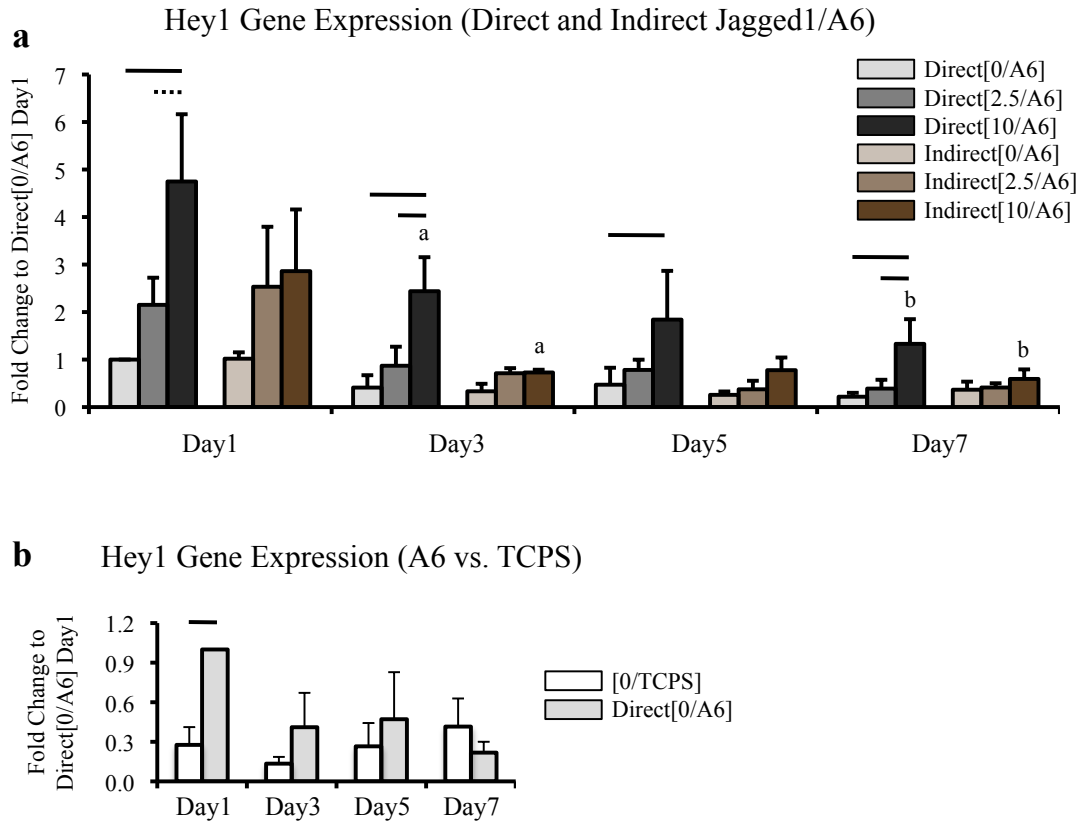 a
Hey1 Gene Expression (Direct and Indirect Jagged1/A6)
Fold Change to Direct[0/A6] Day1
7
6
5
4
3
2
1
0
Direct[0/A6]
Direct[2.5/A6]
Direct[10/A6]
Indirect[0/A6]
Indirect[2.5/A6]
Indirect[10/A6]
a
a
b
b
Day1 Day3 Day5 Day7
b
Hey1 Gene Expression (A6 vs. TCPS)
Fold Change to
Direct[0/A6] Day1
1.2
0.9
0.6
0.3
0.0
[0/TCPS]
Direct[0/A6]
Day1 Day3 Day5 Day7